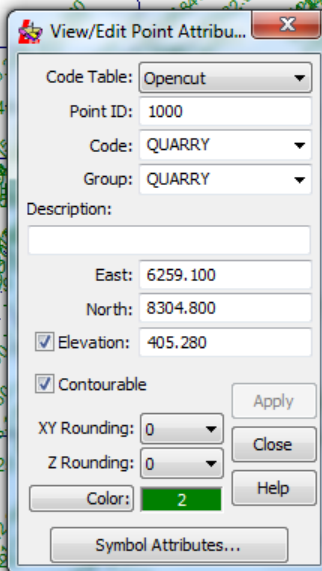 View/Edit Point Attribu... X
Code Table: Opencut
Point ID: 1000
Code: QUARRY
Group: QUARRY
Description:
East: 6259.100
North: 8304.800
Elevation: 405.280
Contourable
Apply
XY Rounding: 0
Close
Z Rounding: 0
Help
Color: 2
Symbol Attributes...